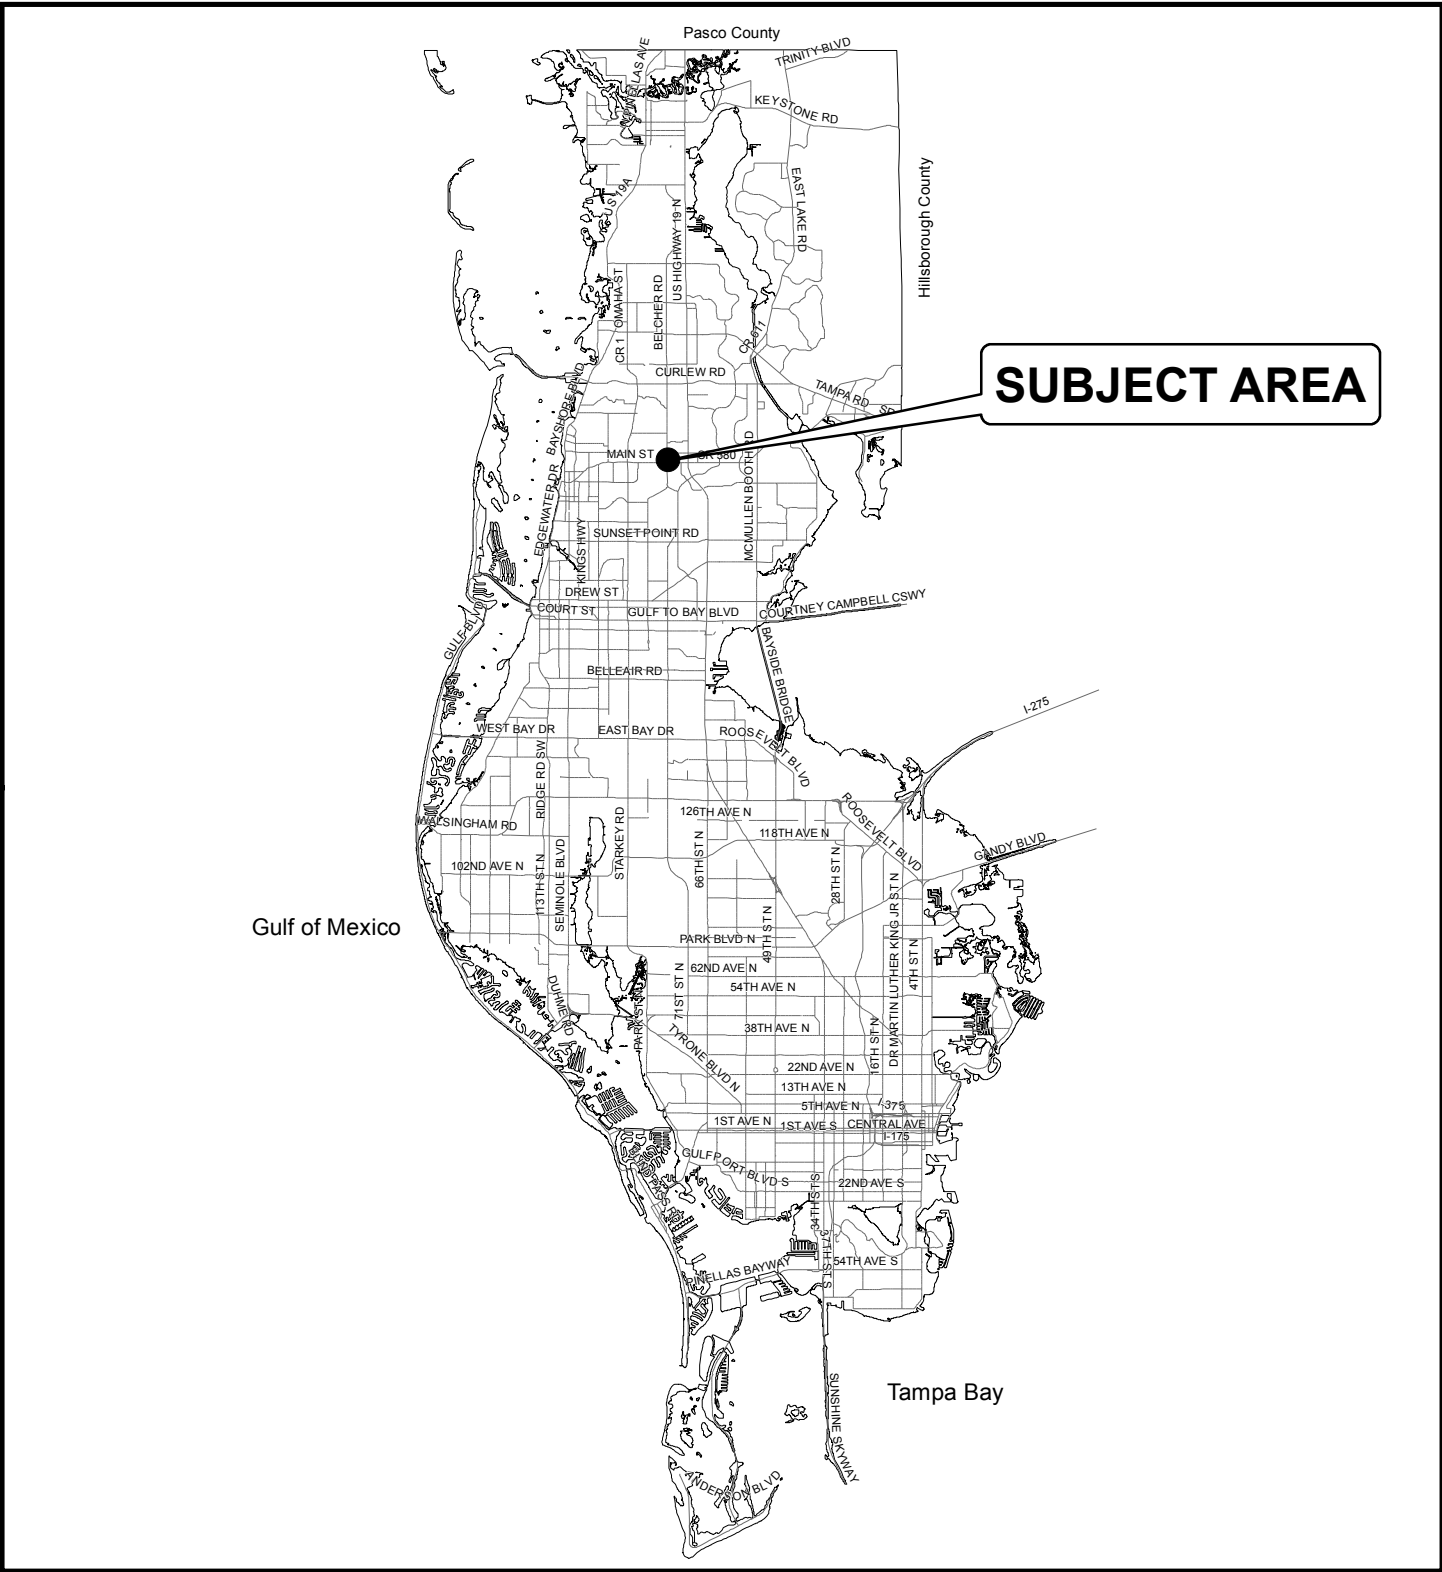 Pasco County
TRINITY BLVD
KEYSTONE RD
US 19A
US HIGHWAY 19 N
EAST LAKE RD
Hillsborough County
CR 1
OMAHA ST
BELCHER RD
CR 611
CURLEW RD
SUBJECT AREA
TAMPA RD
BAYSHORE BLVD
EDGEWATER DR
MAIN ST
SR 580
MCMULLEN BOOTH RD
KINGS HWY
SUNSET POINT RD
DREW ST
COURT ST
GULF TO BAY BLVD
COURTNEY CAMPBELL CSWY
GULF BLVD
BAYSIDE BRIDGE
BELLEAIR RD
I-275
WEST BAY DR
EAST BAY DR
ROOSEVELT BLVD
RIDGE RD SW
WALSINGHAM RD
126TH AVE N
ROOSEVELT BLVD
118TH AVE N
STARKEY RD
66TH ST N
GANDY BLVD
102ND AVE N
113TH ST N
SEMINOLE BLVD
28TH ST N
DR MARTIN LUTHER KING JR ST N
Gulf of Mexico
49TH ST N
PARK BLVD N
4TH ST N
62ND AVE N
71ST ST N
54TH AVE N
DUHME RD
PARK ST N
38TH AVE N
16TH ST N
TYRONE BLVD N
22ND AVE N
13TH AVE N
5TH AVE N
I-375
1ST AVE N
1ST AVE S
CENTRAL AVE
I-175
GULFPORT BLVD S
22ND AVE S
34TH ST S
37TH ST S
54TH AVE S
PINELLAS BAYWAY
Tampa Bay
SUNSHINE SKYWAY
ANDERSON BLVD